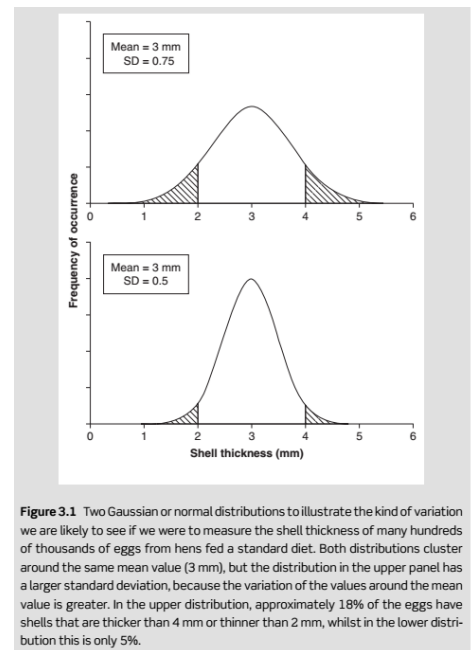 Mean = 3 mm
SD = 0.75
0 1 2 3 4 5 6
Frequency of occurrence
Mean = 3 mm
SD = 0.5
0 1 2 3 4 5 6
Shell thickness (mm)
Figure 3.1 Two Gaussian or normal distributions to illustrate the kind of variation
we are likely to see if we were to measure the shell thickness of many hundreds
of thousands of eggs from hens fed a standard diet. Both distributions cluster
around the same mean value (3 mm), but the distribution in the upper panel has
a larger standard deviation, because the variation of the values around the mean
value is greater. In the upper distribution, approximately 18% of the eggs have
shells that are thicker than 4 mm or thinner than 2 mm, whilst in the lower distri-
bution this is only 5%.